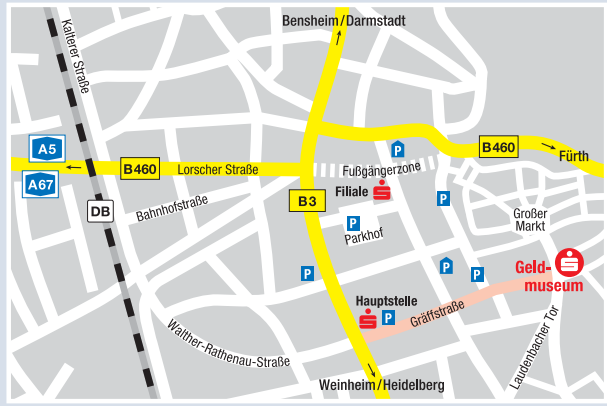 Bensheim/Darmstadt
Kalterer Straße
A5
B460
Lorscher Straße
A67
B460
Fürth
P
Fußgängerzone
Filiale
B3
DB
Bahnhofstraße
P
P
Parkhof
Großer
Markt
P
P
P
Geld-
museum
Hauptstelle
P
Gräffstraße
Walther-Rathenau-Straße
Laudenbacher Tor
Weinheim/Heidelberg